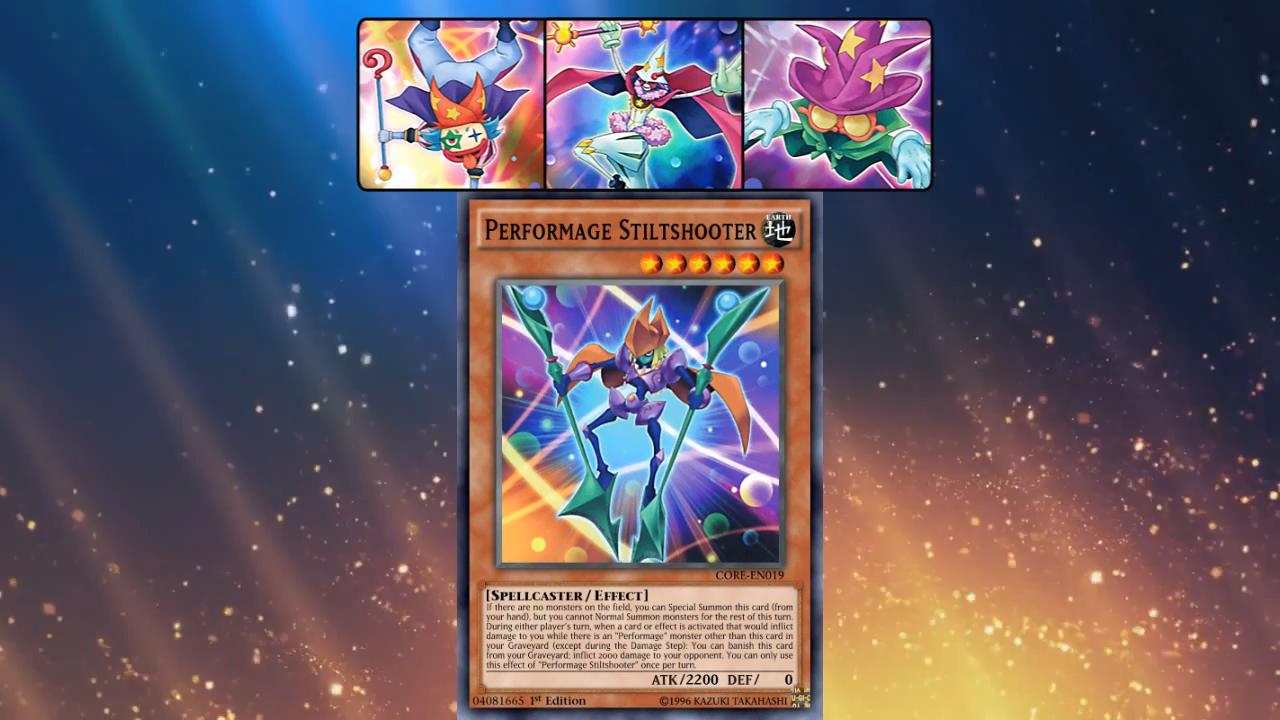 PERFORMAGE STILTSHOOTER
EARTH
地
CORE-EN019
[SPELLCASTER / EFFECT]
If there are no monsters on the field, you can Special Summon this card (from
your hand), but you cannot Normal Summon monsters for the rest of this turn.
During either player's turn, when a card or effect is activated that would inflict
damage to you while there is an "Performage" monster other than this card in
your Graveyard (except during the Damage Step): You can banish this card
from your Graveyard; inflict 2000 damage to your opponent. You can only use
this effect of "Performage Stiltshooter" once per turn.
ATK/2200 DEF/ 0
04081665 1st Edition ©1996 KAZUKI TAKAHASHI